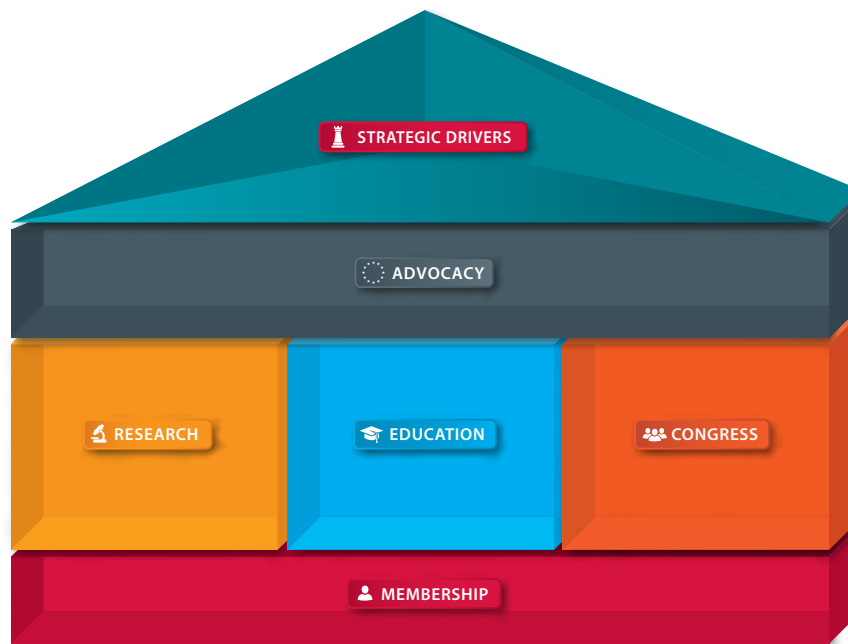 STRATEGIC DRIVERS
ADVOCACY
RESEARCH
EDUCATION
CONGRESS
MEMBERSHIP